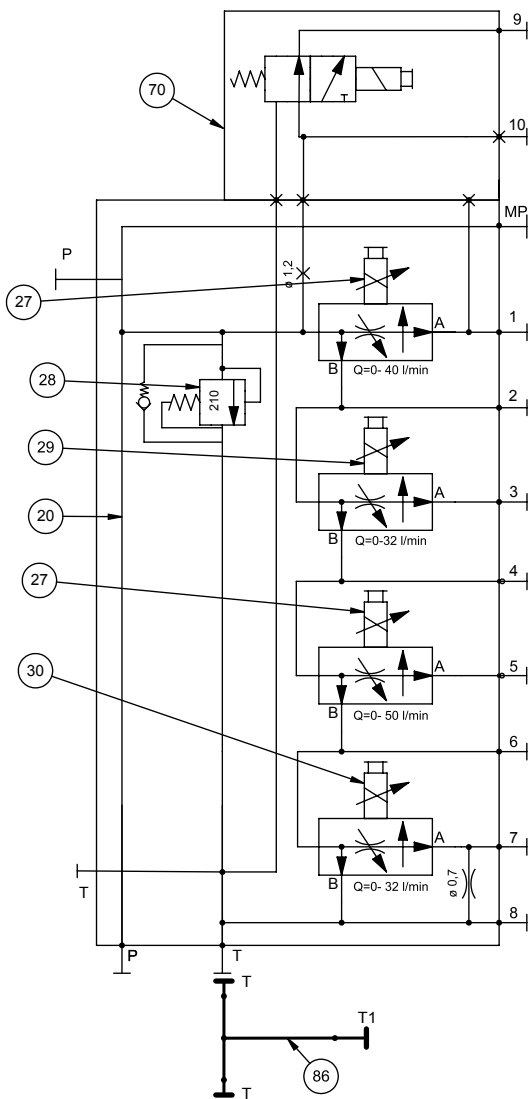 9
T
70
10
MP
P
ø 1,2
27
A
1
B
Q=0- 40 l/min
28
210
2
29
A
3
B
Q=0-32 l/min
20
4
27
A
5
B
Q=0- 50 l/min
30
6
A
7
B
Q=0- 32 l/min
ø 0,7
T
8
P
T
T
T1
86
T